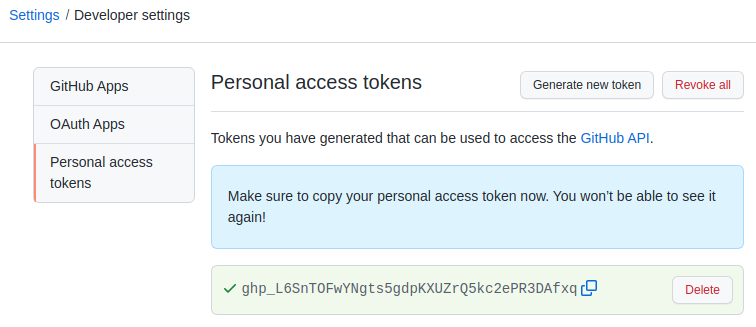 Settings / Developer settings
GitHub Apps
OAuth Apps
Personal access
tokens
Personal access tokens
Generate new token
Revoke all
Tokens you have generated that can be used to access the GitHub API.
Make sure to copy your personal access token now. You won’t be able to see it
again!
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
Delete